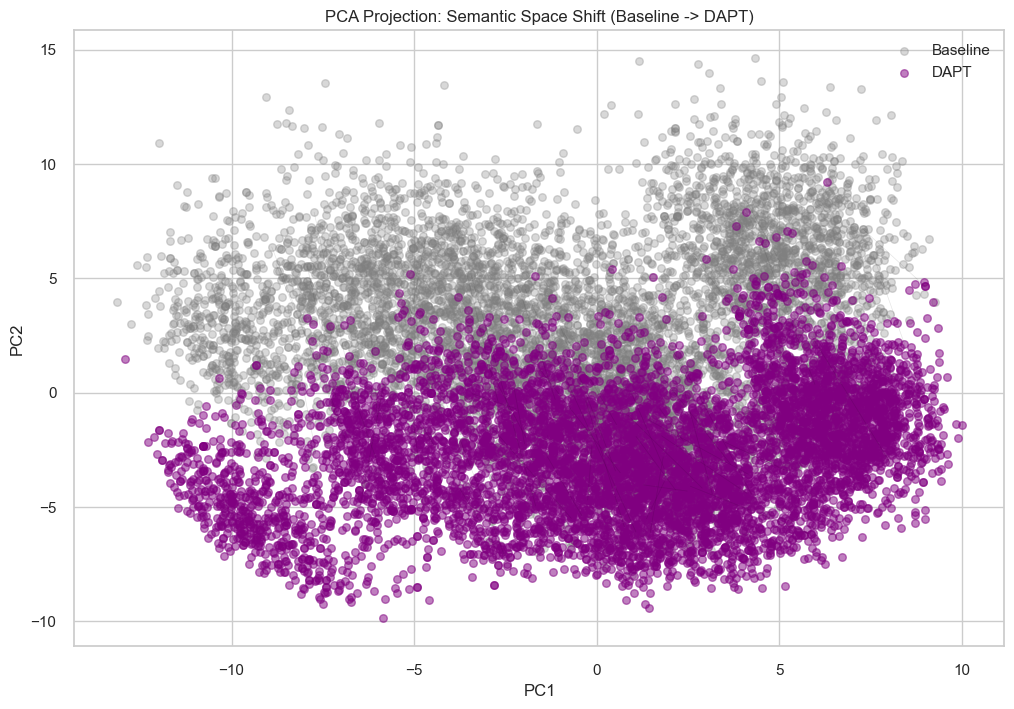 PCA Projection: Semantic Space Shift (Baseline -> DAPT)
Baseline
DAPT
15
10
5
0
−5
−10
PC2
−10
−5
0
5
10
PC1